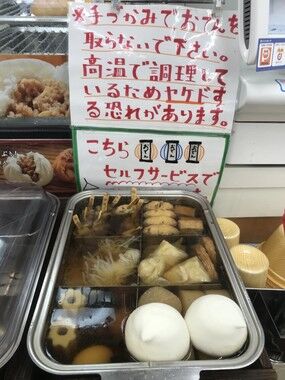 ※手づかみでおでんを
取らないで下さい。
高温で調理して
いるためヤケドす
る恐れがあります。
こちら
セルフサービスで